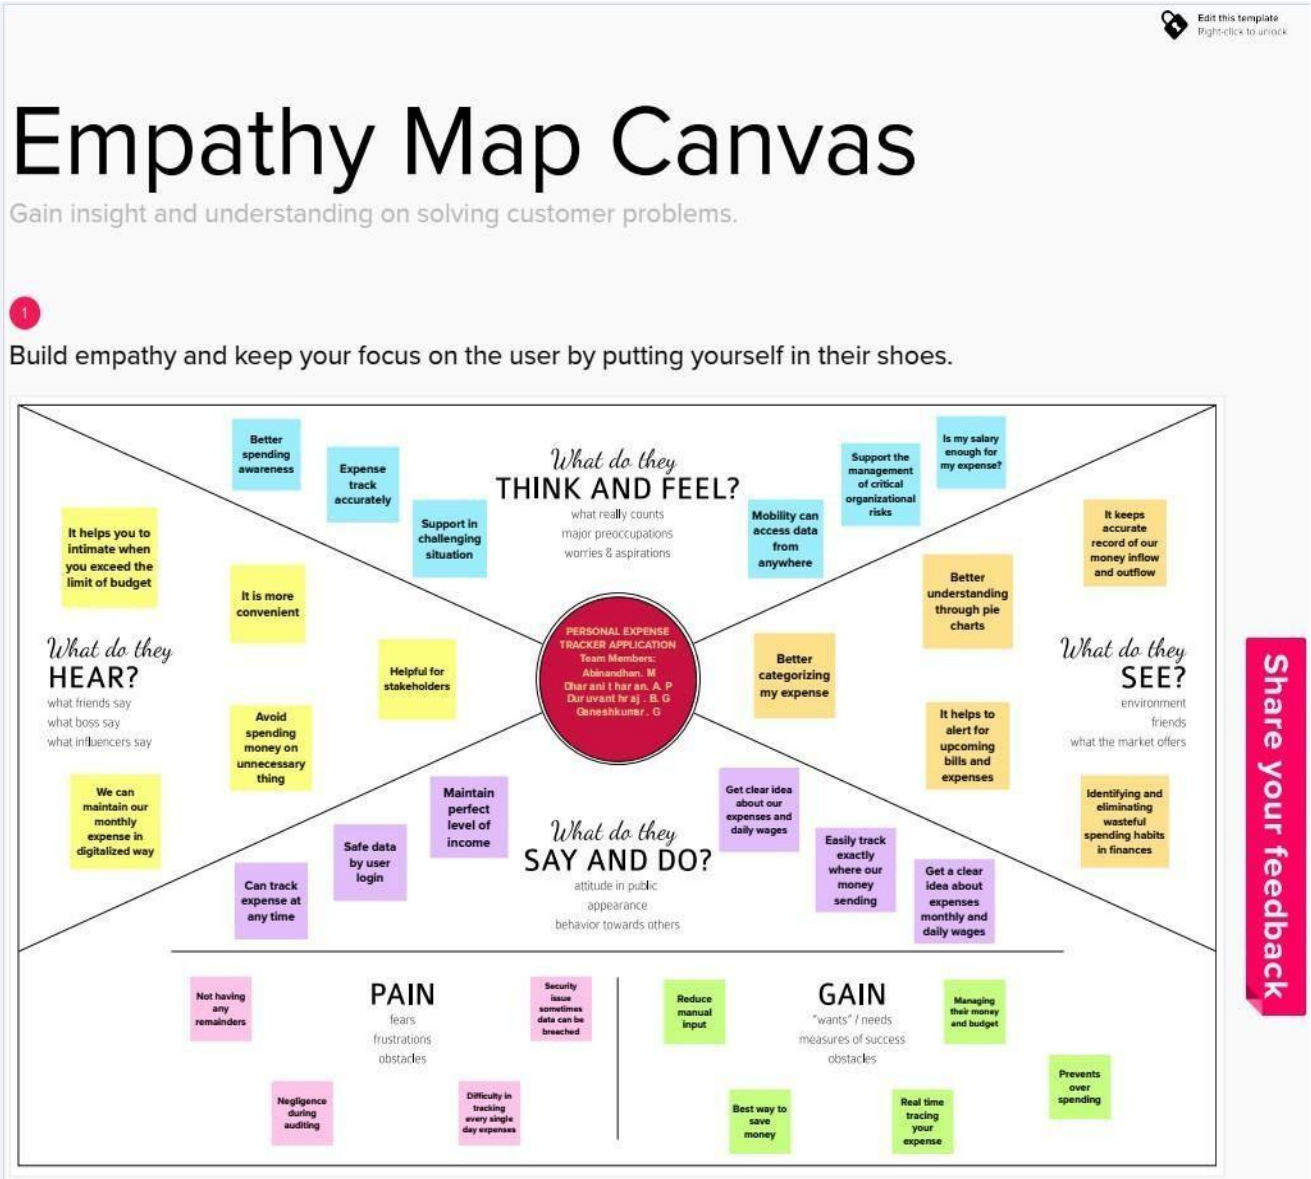 Edit this template
Right-click to unlock
Empathy Map Canvas
Gain insight and understanding on solving customer problems.
1
Build empathy and keep your focus on the user by putting yourself in their shoes.
Better
spending
awareness
Expense
track
accurately
Support in
challenging
situation
What do they
THINK AND FEEL?
what really counts
major preoccupations
worries & aspirations
Mobility can
access data
from
anywhere
Support the
management
of critical
organizational
risks
Is my salary
enough for
my expense?
It helps you to
intimate when
you exceed the
limit of budget
It is more
convenient
Helpful for
stakeholders
What do they
HEAR?
what friends say
what boss say
what influencers say
Avoid
spending
money on
unnecessary
thing
We can
maintain our
monthly
expense in
digitalized way
PERSONAL EXPENSE
TRACKER APPLICATION
Team Members:
Abinandhan. M
Dharanitharan. A. P
Duruvanthraj. B. G
Ganeshkumar. G
It keeps
accurate
record of our
money inflow
and outflow
Better
understanding
through pie
charts
Better
categorizing
my expense
What do they
SEE?
environment
friends
what the market offers
It helps to
alert for
upcoming
bills and
expenses
Identifying and
eliminating
wasteful
spending habits
in finances
Can track
expense at
any time
Safe data
by user
login
Maintain
perfect
level of
income
What do they
SAY AND DO?
attitude in public
appearance
behavior towards others
Get clear idea
about our
expenses and
daily wages
Easily track
exactly
where our
money
sending
Get a clear
idea about
expenses
monthly and
daily wages
Share your feedback
Not having
any
remainders
PAIN
fears
frustrations
obstacles
Security
issue
sometimes
data can be
breached
Negligence
during
auditing
Difficulty in
tracking
every single
day expenses
Reduce
manual
input
GAIN
"wants" / needs
measures of success
obstacles
Managing
their money
and budget
Best way to
save
money
Real time
tracing
your
expense
Prevents
over
spending